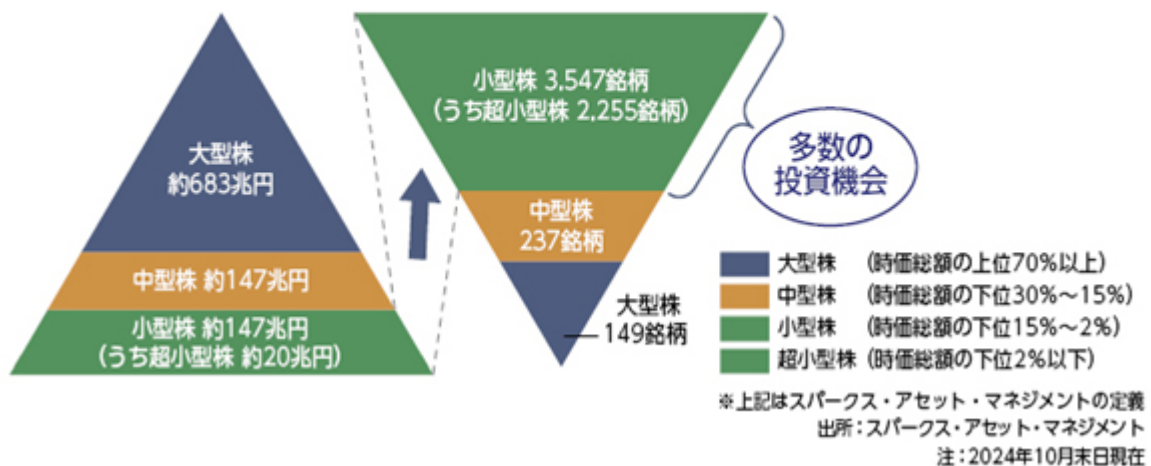 大型株
約683兆円
中型株 約147兆円
小型株 約147兆円
(うち超小型株 約20兆円)
小型株 3,547銘柄
(うち超小型株 2,255銘柄)
中型株
237銘柄
大型株
149銘柄
多数の
投資機会
大型株 (時価総額の上位70%以上)
中型株 (時価総額の下位30%～15%)
小型株 (時価総額の下位15%～2%)
超小型株 (時価総額の下位2%以下)
※上記はスパークス・アセット・マネジメントの定義
出所：スパークス・アセット・マネジメント
注：2024年10月末日現在